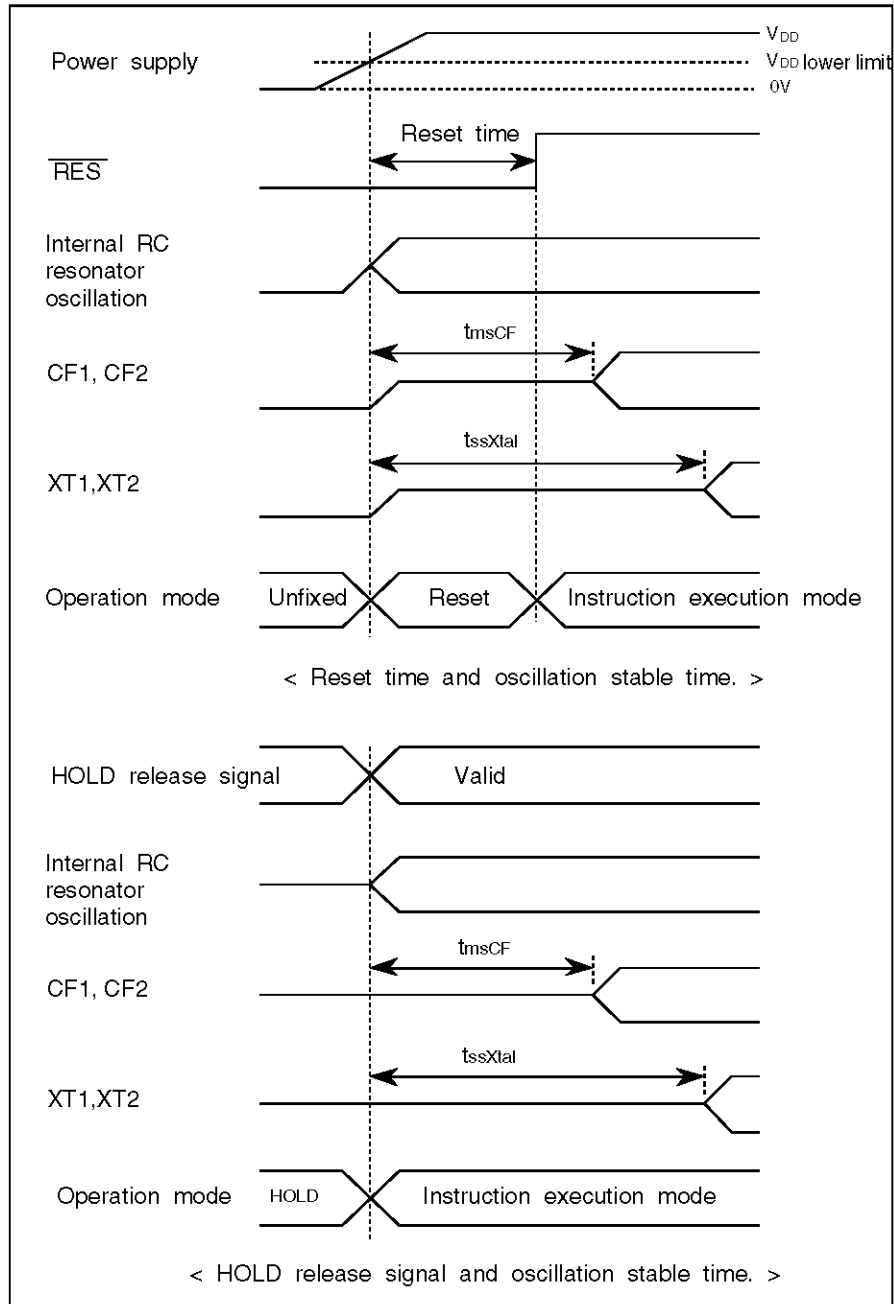 Power supply
VDD
VDD lower limit
0V
Reset time
RES
Internal RC
resonator
oscillation
tmsCF
CF1, CF2
tssXtal
XT1,XT2
Operation mode Unfixed Reset Instruction execution mode
< Reset time and oscillation stable time. >
HOLD release signal Valid
Internal RC
resonator
oscillation
tmsCF
CF1, CF2
tssXtal
XT1,XT2
Operation mode HOLD Instruction execution mode
< HOLD release signal and oscillation stable time. >